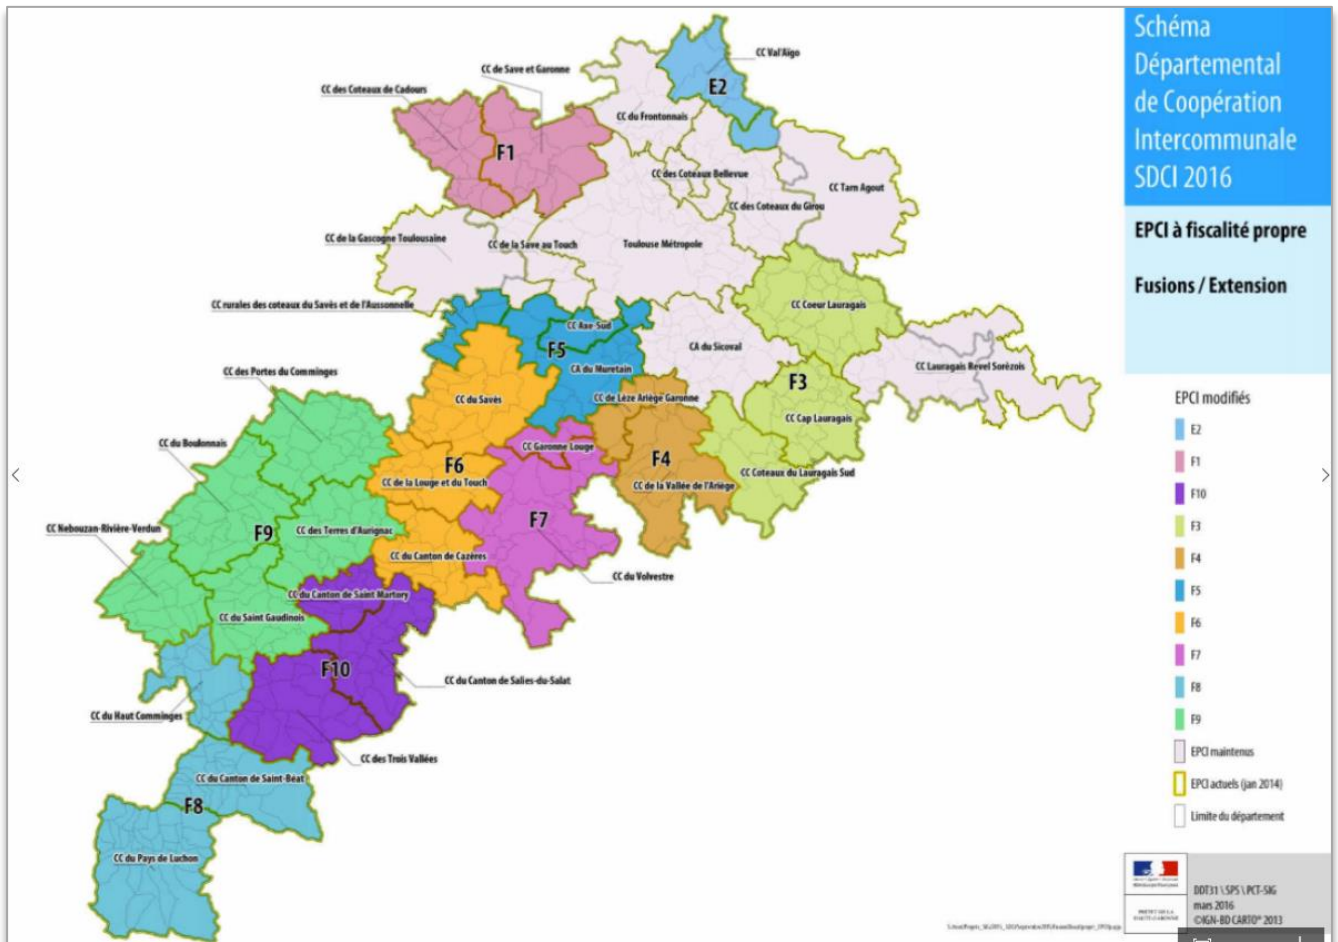 Schéma
Départemental
de Coopération
Intercommunale
SDCI 2016
EPCI à fiscalité propre
Fusions / Extension
CC Val'Aïgo
CC de Save et Garonne
E2
CC des Coteaux de Cadours
CC du Frontonnais
F1
CC des Coteaux Bellevue
CC Tarn Agout
CC des Coteaux du Girou
CC de la Gascogne Toulousaine
CC de la Save au Touch
Toulouse Métropole
CC rurales des coteaux du Savès et de l'Aussonnelle
CC Coeur Lauragais
CC Axe-Sud
F5
CA du Sicoval
CA du Muretain
CC Lauragais Revel Sorèzois
CC des Portes du Comminges
F3
CC du Savès
CC de Lèze Ariège Garonne
CC Cap Lauragais
CC du Boulonnais
CC Garonne Louge
F6
F4
CC Coteaux du Lauragais Sud
CC de la Louge et du Touch
CC de la Vallée de l'Ariège
CC Nebouzan-Rivière-Verdun
F9
CC des Terres d'Aurignac
F7
CC du Canton de Cazères
CC du Volvestre
CC du Canton de Saint Martory
CC du Saint Gaudinois
F10
CC du Canton de Salies-du-Salat
CC du Haut Comminges
CC des Trois Vallées
CC du Canton de Saint-Béat
F8
CC du Pays de Luchon
EPCI modifiés
E2
F1
F10
F3
F4
F5
F6
F7
F8
F9
EPCI maintenus
EPCI actuels (jan 2014)
Limite du département
DDT31 \ SPS \ PCT-SIG
mars 2016
©IGN-BD CARTO® 2013